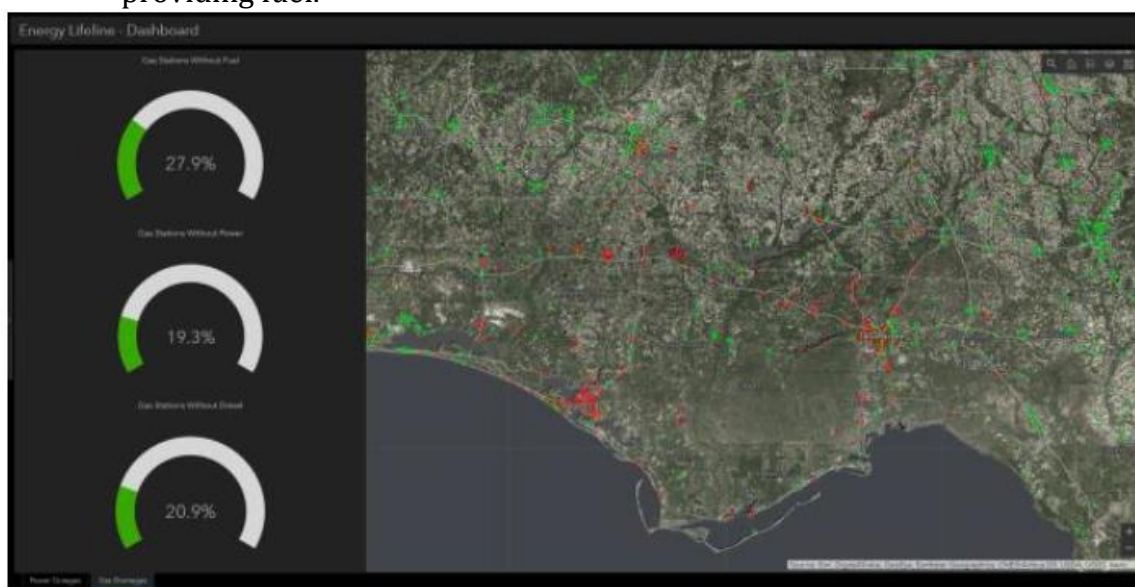 providing fuel.
Energy Lifeline - Dashboard
Gas Stations Without Fuel
27.9%
Gas Stations Without Power
19.3%
Gas Stations Without Diesel
20.9%
Power Outages Gas Shortages